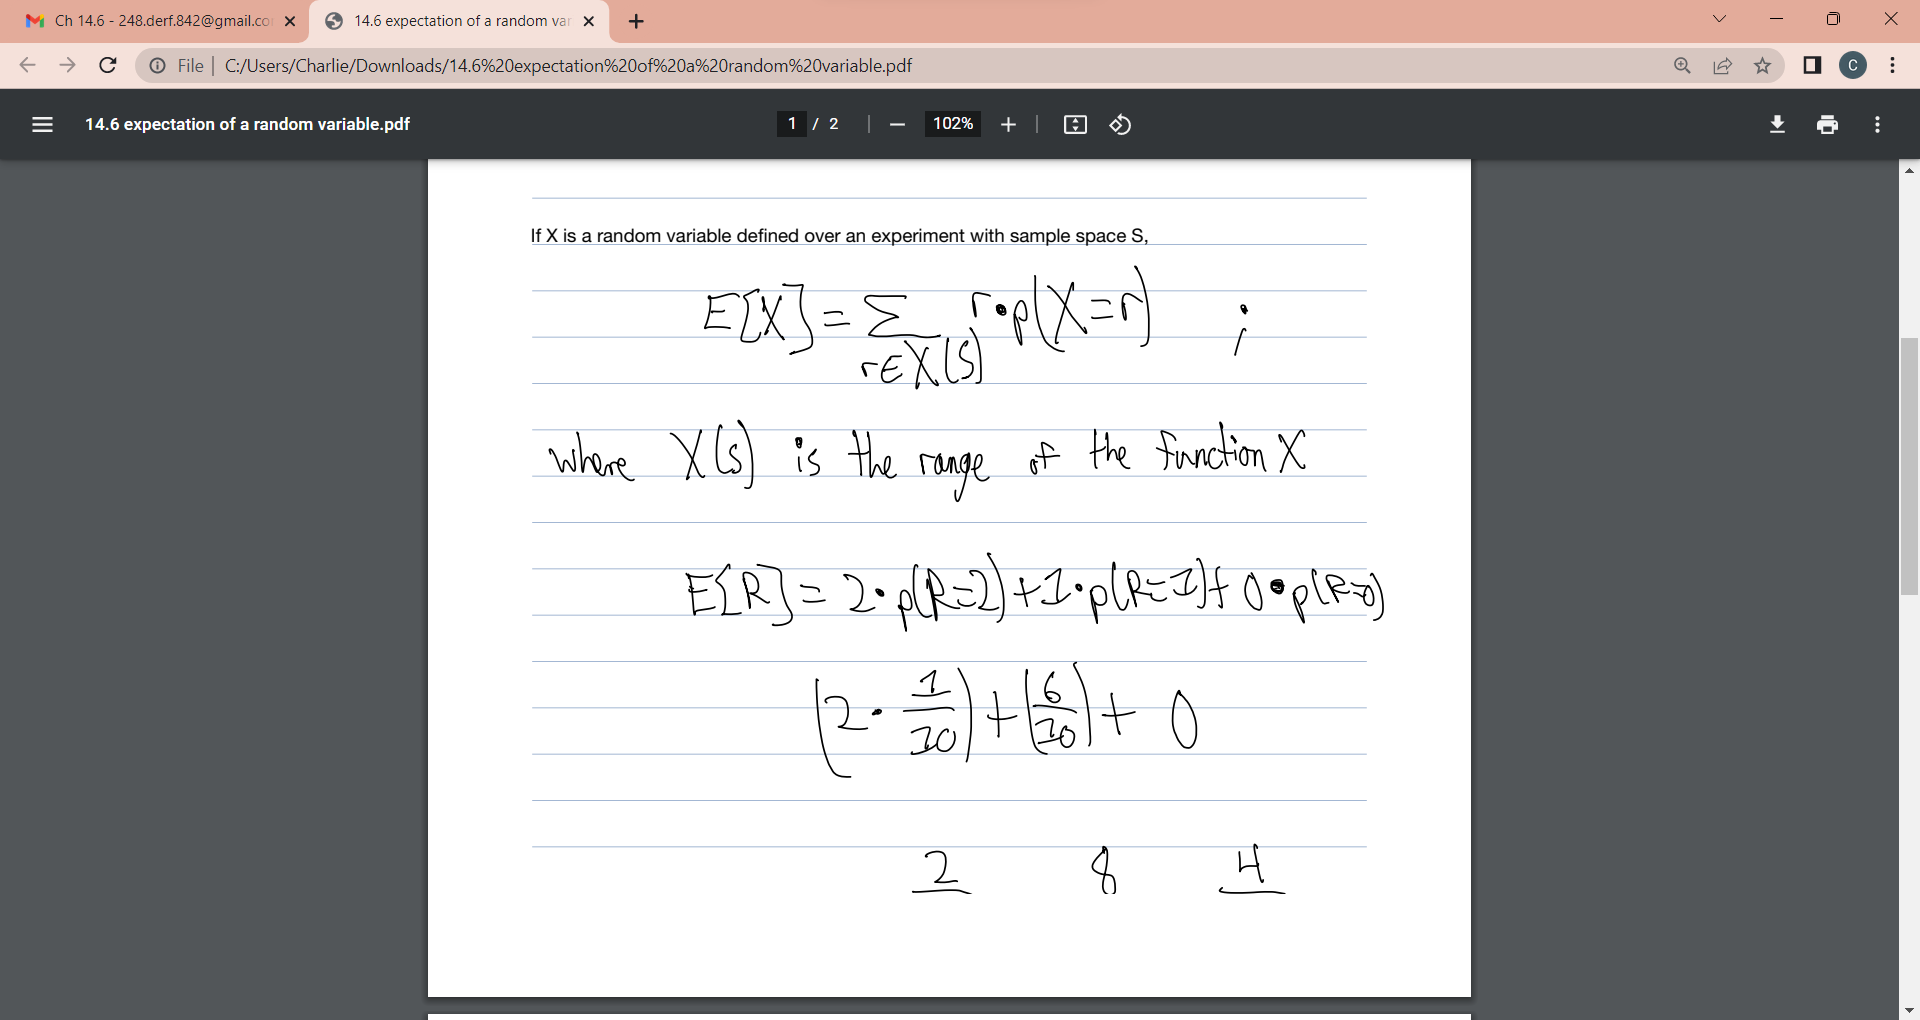 Ch 14.6 - 248.derf.842@gmail.co
14.6 expectation of a random var
File | C:/Users/Charlie/Downloads/14.6%20expectation%20of%20a%20random%20variable.pdf
C
14.6 expectation of a random variable.pdf
1 / 2
102%
If X is a random variable defined over an experiment with sample space S,
E[X] = Σ r·p(X=r) ;
r∈X(S)
where X(S) is the range of the function X
E[R] = 2·p(R=2)+1·p(R=1)+ 0·p(R=0)
(2· 1/10) + (6/10) + 0
2 8 4